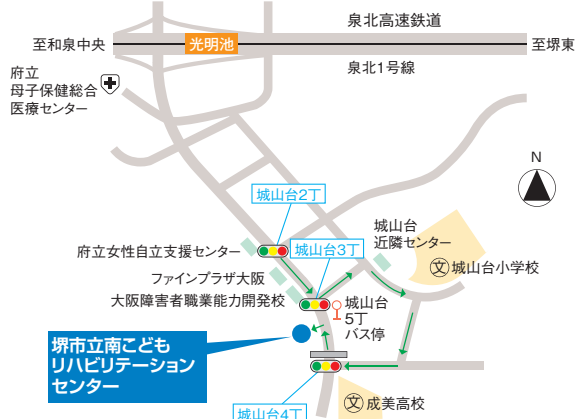 泉北高速鉄道
至和泉中央
光明池
至堺東
泉北1号線
府立
母子保健総合
医療センター
N
城山台2丁
城山台
近隣センター
府立女性自立支援センター
城山台3丁
文 城山台小学校
ファインプラザ大阪
大阪障害者職業能力開発校
城山台
5丁
バス停
堺市立南こども
リハビリテーション
センター
城山台4丁
文 成美高校